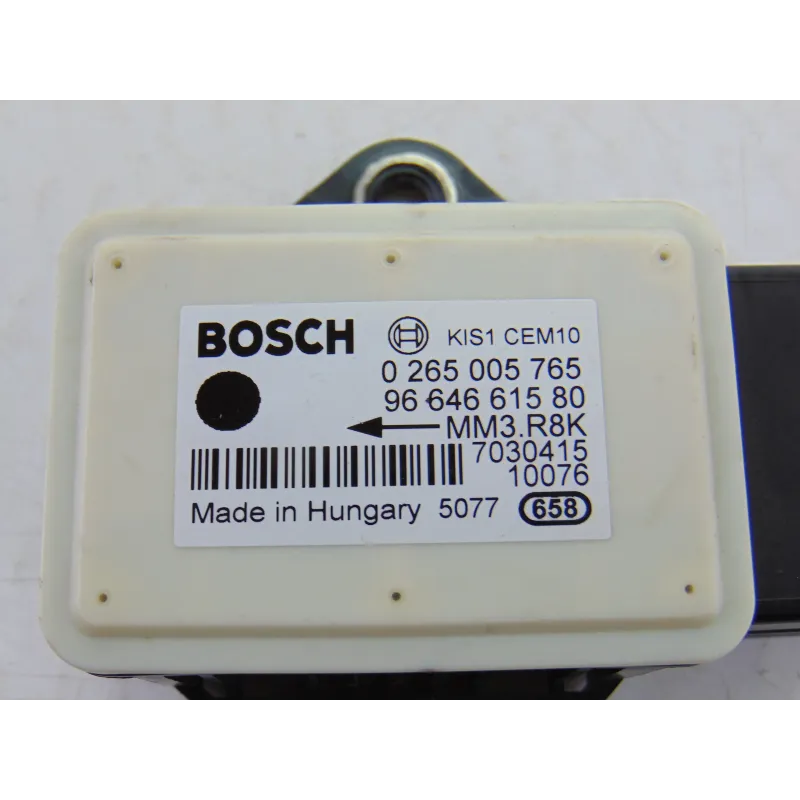 BOSCH KIS1 CEM10
0 265 005 765
96 646 615 80
MM3.R8K
7030415
10076
Made in Hungary 5077 658